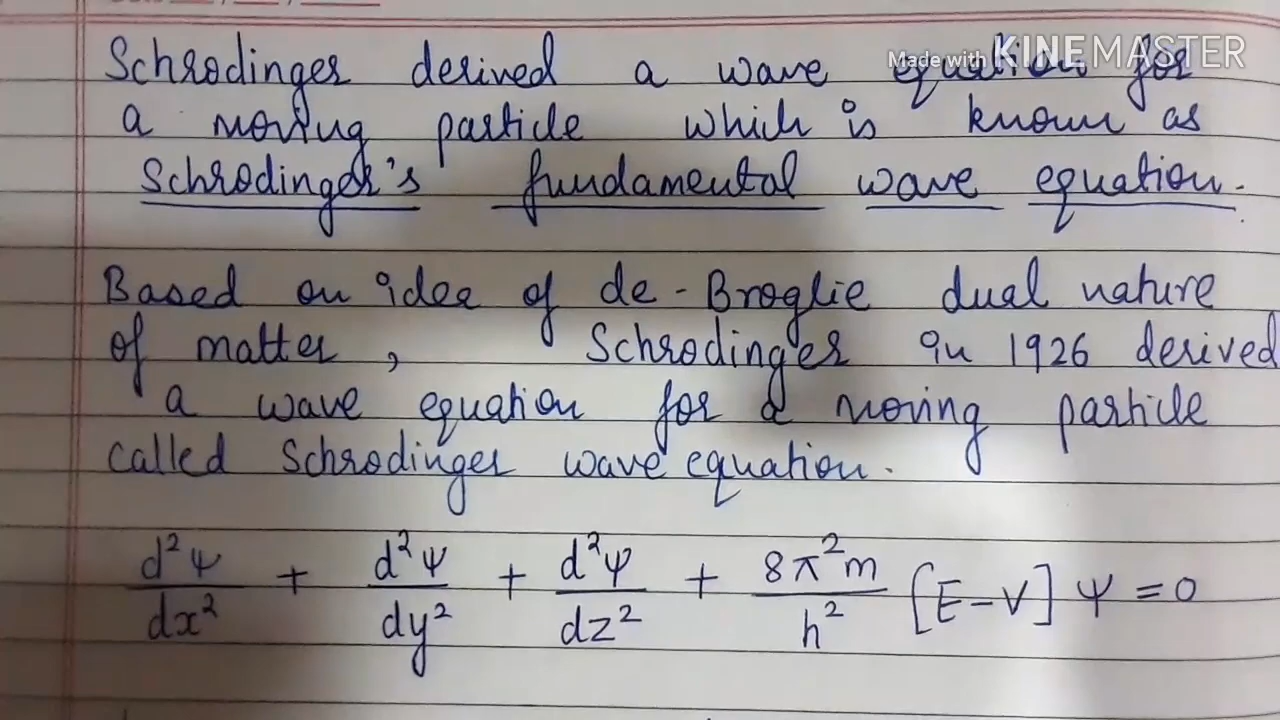 Made with KINEMASTER
Schrodinger derived a wave equation for
a moving particle which is known as
Schrodinger's fundamental wave equation.
Based on idea of de-Broglie dual nature
of matter, Schrodinger in 1926 derived
a wave equation for a moving particle
called Schrodinger wave equation.
d²Ψ/dx² + d²Ψ/dy² + d²Ψ/dz² + 8π²m/h² [E-V] Ψ = 0